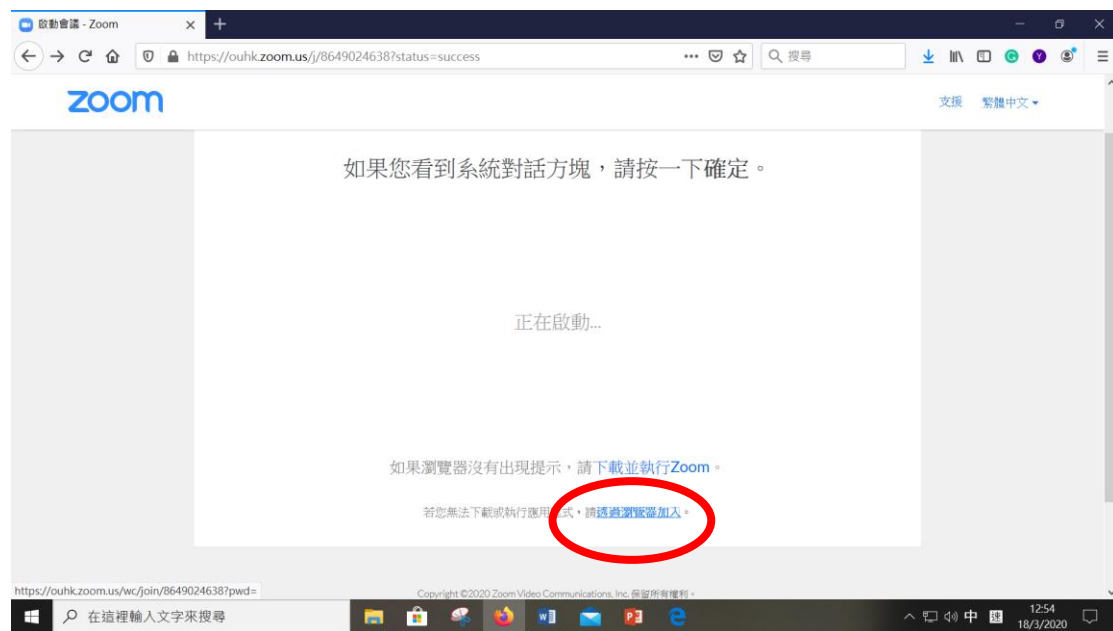 啟動會議 - Zoom
https://ouhk.zoom.us/j/8649024638?status=success
搜尋
zoom
支援 繁體中文
如果您看到系統對話方塊，請按一下確定。
正在啟動...
如果瀏覽器沒有出現提示，請下載並執行Zoom。
若您無法下載或執行應用程式，請透過瀏覽器加入。
https://ouhk.zoom.us/wc/join/8649024638?pwd=
Copyright ©2020 Zoom Video Communications, Inc. 保留所有權利。
在這裡輸入文字來搜尋
中 速 12:54
18/3/2020